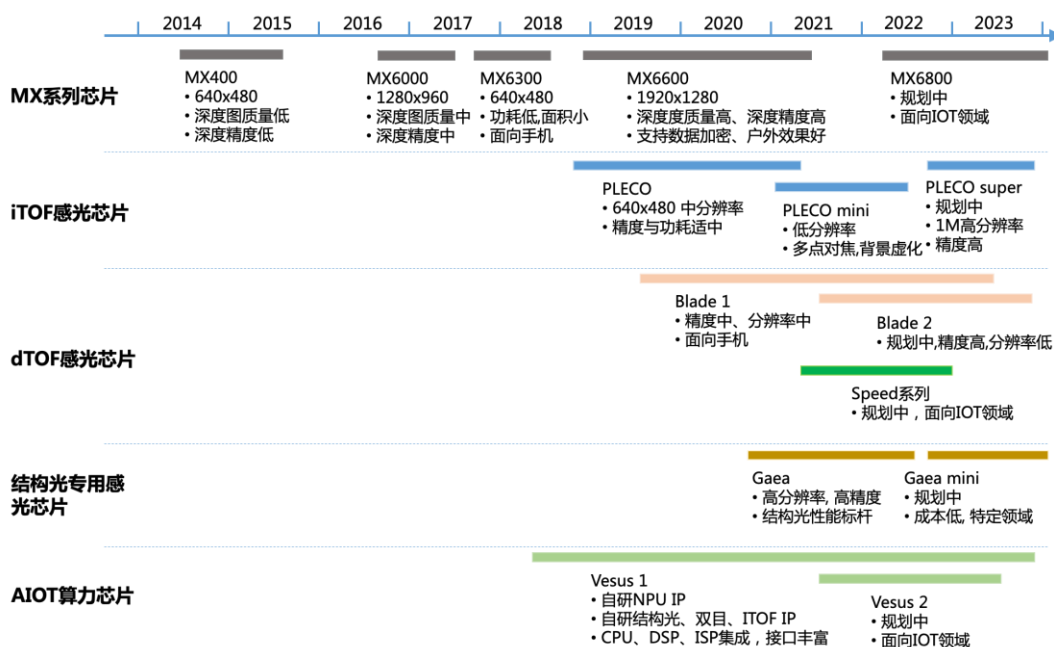 2014 2015 2016 2017 2018 2019 2020 2021 2022 2023
MX系列芯片
MX400
• 640x480
• 深度图质量低
• 深度精度低
MX6000
• 1280x960
• 深度图质量中
• 深度精度中
MX6300
• 640x480
• 功耗低,面积小
• 面向手机
MX6600
• 1920x1280
• 深度度质量高、深度精度高
• 支持数据加密、户外效果好
MX6800
• 规划中
• 面向IOT领域
iTOF感光芯片
PLECO
• 640x480 中分辨率
• 精度与功耗适中
PLECO mini
• 低分辨率
• 多点对焦,背景虚化
PLECO super
• 规划中
• 1M高分辨率
• 精度高
dTOF感光芯片
Blade 1
• 精度中、分辨率中
• 面向手机
Blade 2
• 规划中,精度高,分辨率低
Speed系列
• 规划中，面向IOT领域
结构光专用感
光芯片
Gaea
• 高分辨率, 高精度
• 结构光性能标杆
Gaea mini
• 规划中
• 成本低, 特定领域
AIOT算力芯片
Vesus 1
• 自研NPU IP
• 自研结构光、双目、ITOF IP
• CPU、DSP、ISP集成，接口丰富
Vesus 2
• 规划中
• 面向IOT领域